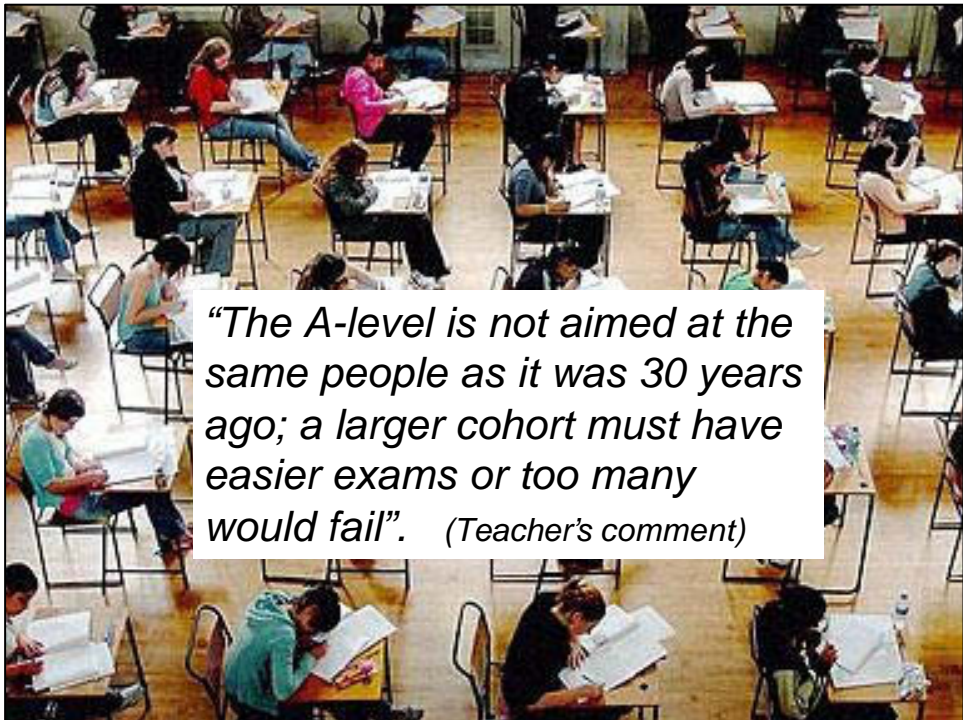 “The A-level is not aimed at the
same people as it was 30 years
ago; a larger cohort must have
easier exams or too many
would fail”. (Teacher’s comment)